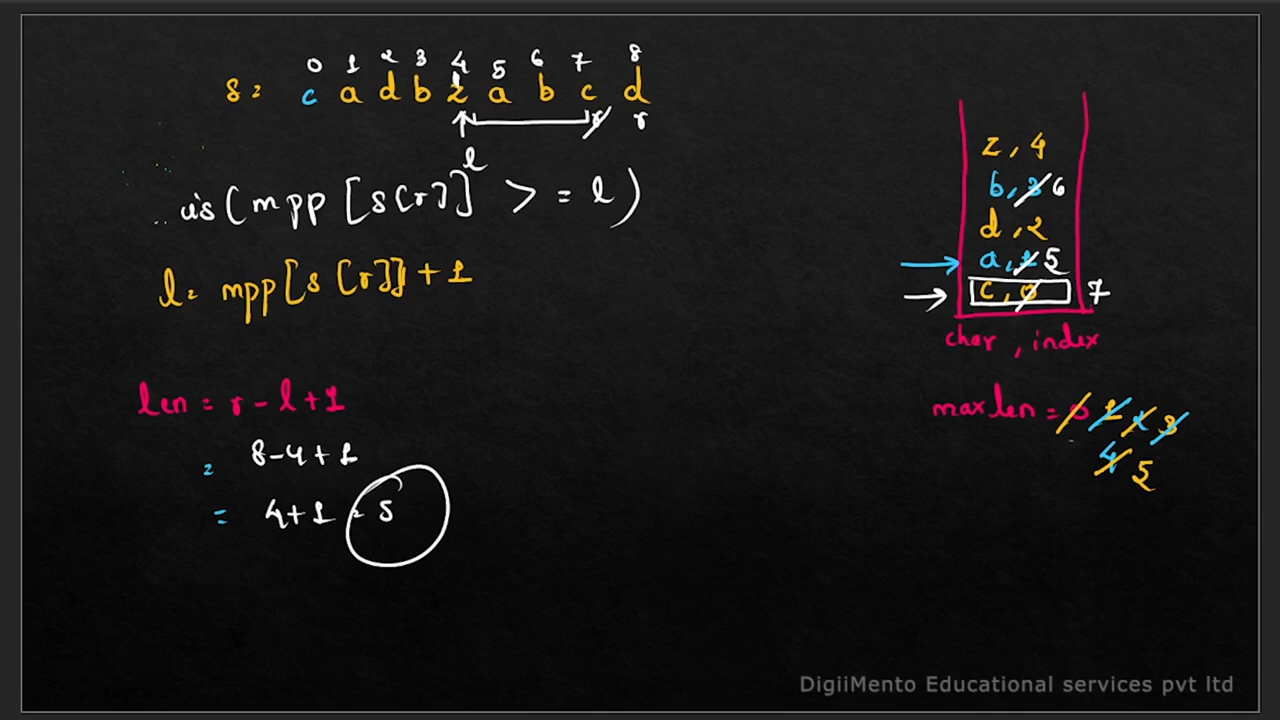 0 1 2 3 4 5 6 7 8
s = c a d b z a b c d
l r r
is ( mpp [ s[r] ] > = l )
l = mpp [ s [r] ] + 1
len = r - l + 1
= 8 - 4 + 1
= 4 + 1 = 5
z , 4
b , 3 6
d , 2
a , 1 5
c , 0 7
char , index
maxlen = 0 1 2 3
4 5
DigiiMento Educational services pvt ltd